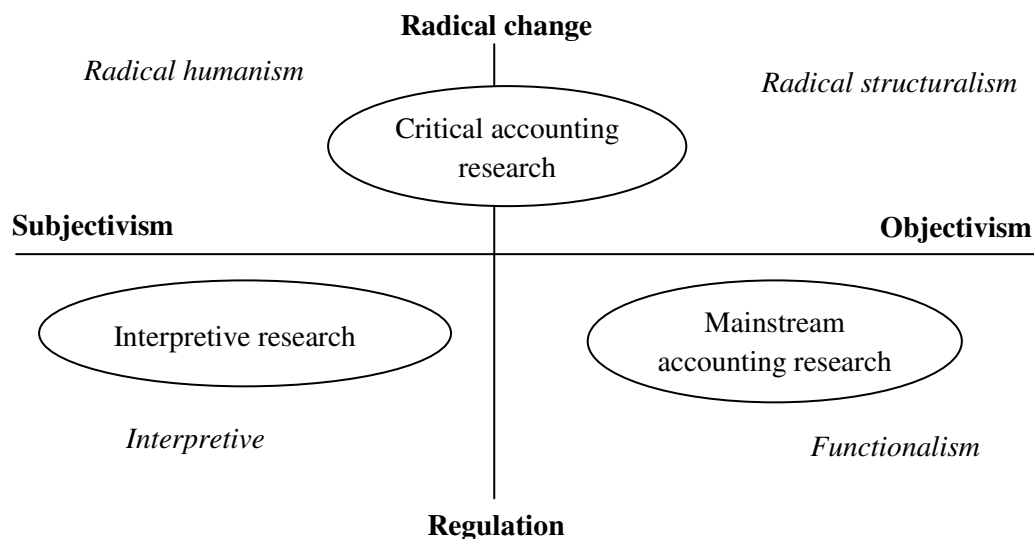 Radical change
Radical humanism
Radical structuralism
Critical accounting
research
Subjectivism
Objectivism
Interpretive research
Mainstream
accounting research
Interpretive
Functionalism
Regulation